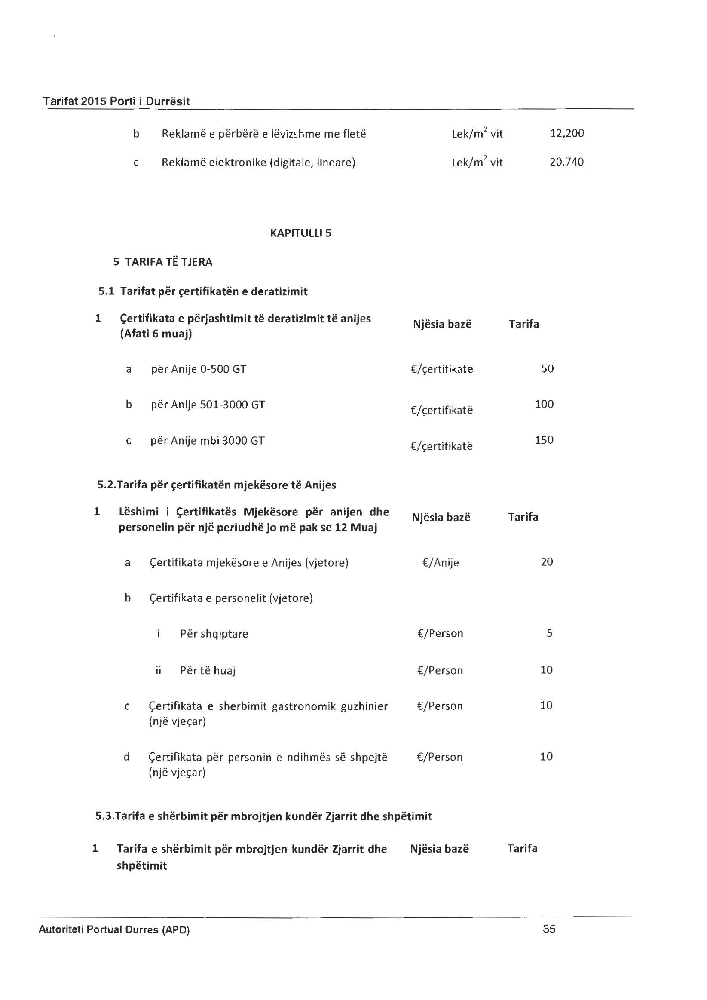 Tarifat 2015 Porti i Durrësit
b Reklamë e përbërë e lëvizshme me fletë Lek/m² vit 12,200
c Reklamë elektronike (digitale, lineare) Lek/m² vit 20,740
KAPITULLI 5
5 TARIFA TË TJERA
5.1 Tarifat për çertifikatën e deratizimit
1 Çertifikata e përjashtimit të deratizimit të anijes Njësia bazë Tarifa
(Afati 6 muaj)
a për Anije 0-500 GT €/çertifikatë 50
b për Anije 501-3000 GT €/çertifikatë 100
c për Anije mbi 3000 GT €/çertifikatë 150
5.2.Tarifa për çertifikatën mjekësore të Anijes
1 Lëshimi i Çertifikatës Mjekësore për anijen dhe Njësia bazë Tarifa
personelin për një periudhë jo më pak se 12 Muaj
a Çertifikata mjekësore e Anijes (vjetore) €/Anije 20
b Çertifikata e personelit (vjetore)
i Për shqiptare €/Person 5
ii Për të huaj €/Person 10
c Çertifikata e sherbimit gastronomik guzhinier €/Person 10
(një vjeçar)
d Çertifikata për personin e ndihmës së shpejtë €/Person 10
(një vjeçar)
5.3.Tarifa e shërbimit për mbrojtjen kundër Zjarrit dhe shpëtimit
1 Tarifa e shërbimit për mbrojtjen kundër Zjarrit dhe Njësia bazë Tarifa
shpëtimit
Autoriteti Portual Durres (APD) 35